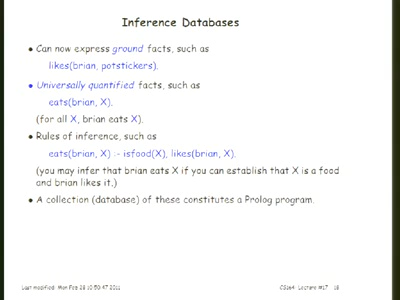 Inference Databases
• Can now express ground facts, such as
likes(brian, potstickers).
• Universally quantified facts, such as
eats(brian, X).
(for all X, brian eats X).
• Rules of inference, such as
eats(brian, X) :- isfood(X), likes(brian, X).
(you may infer that brian eats X if you can establish that X is a food
and brian likes it.)
• A collection (database) of these constitutes a Prolog program.
Last modified: Mon Feb 28 10:50:47 2011
CS164: Lecture #17 18